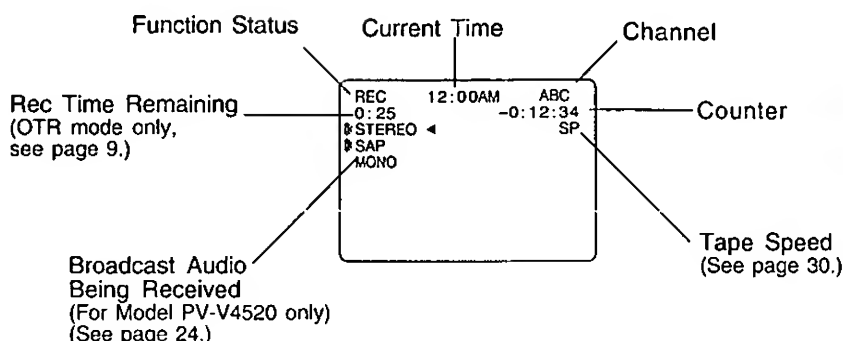 Function Status
Current Time
Channel
REC 12:00AM ABC
Rec Time Remaining
(OTR mode only,
see page 9.)
0:25 -0:12:34
Counter
STEREO ◄ SP
SAP
MONO
Tape Speed
(See page 30.)
Broadcast Audio
Being Received
(For Model PV-V4520 only)
(See page 24.)